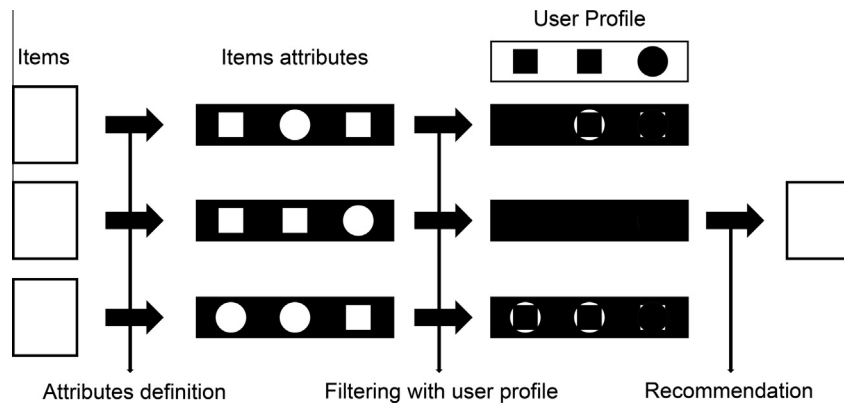 User Profile
Items
Items attributes
Attributes definition
Filtering with user profile
Recommendation